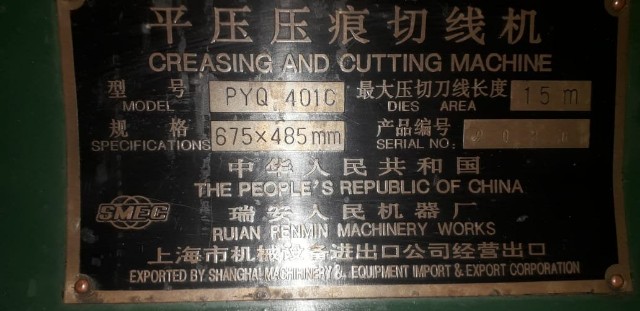 平压压痕切线机
CREASING AND CUTTING MACHINE
型号 PYQ 401C 最大压切刀线长度 15m
MODEL DIES AREA
规格 675×485mm 产品编号
SPECIFICATIONS SERIAL NO:
中华人民共和国
THE PEOPLE'S REPUBLIC OF CHINA
SMEC 瑞安人民机器厂
RUIAN RENMIN MACHINERY WORKS
上海市机械设备进出口公司经营出口
EXPORTED BY SHANGHAI MACHININERY & EQUIPMENT IMPORT & EXPORT CORPORATION